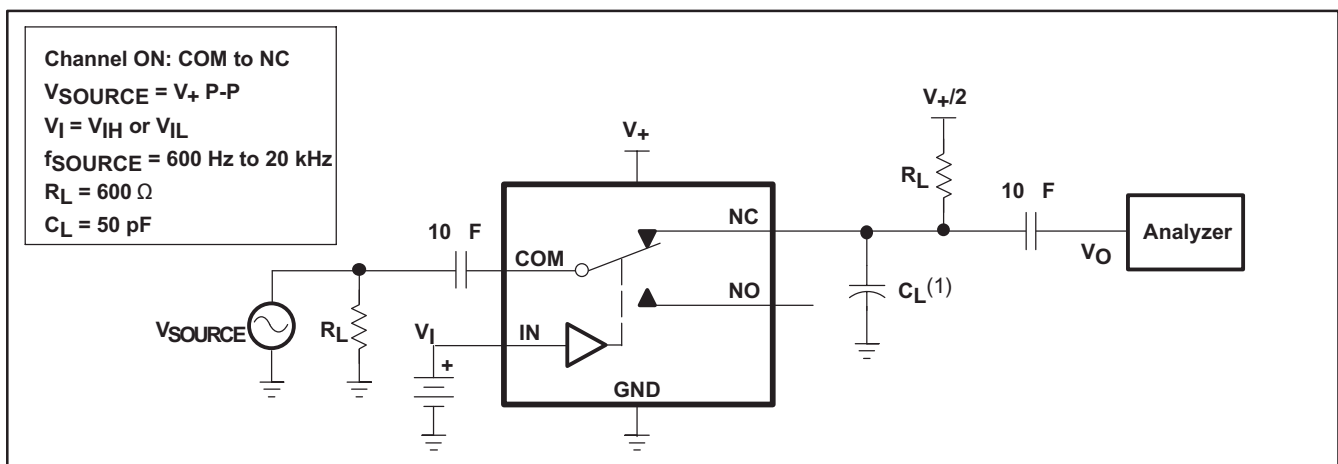 Channel ON: COM to NC
VSOURCE = V+ P-P
VI = VIH or VIL
fSOURCE = 600 Hz to 20 kHz
RL = 600 Ω
CL = 50 pF
V+/2
V+
RL
10 F
NC
Analyzer
10 F
COM
VO
NO
CL(1)
VSOURCE
RL
VI
IN
+
GND